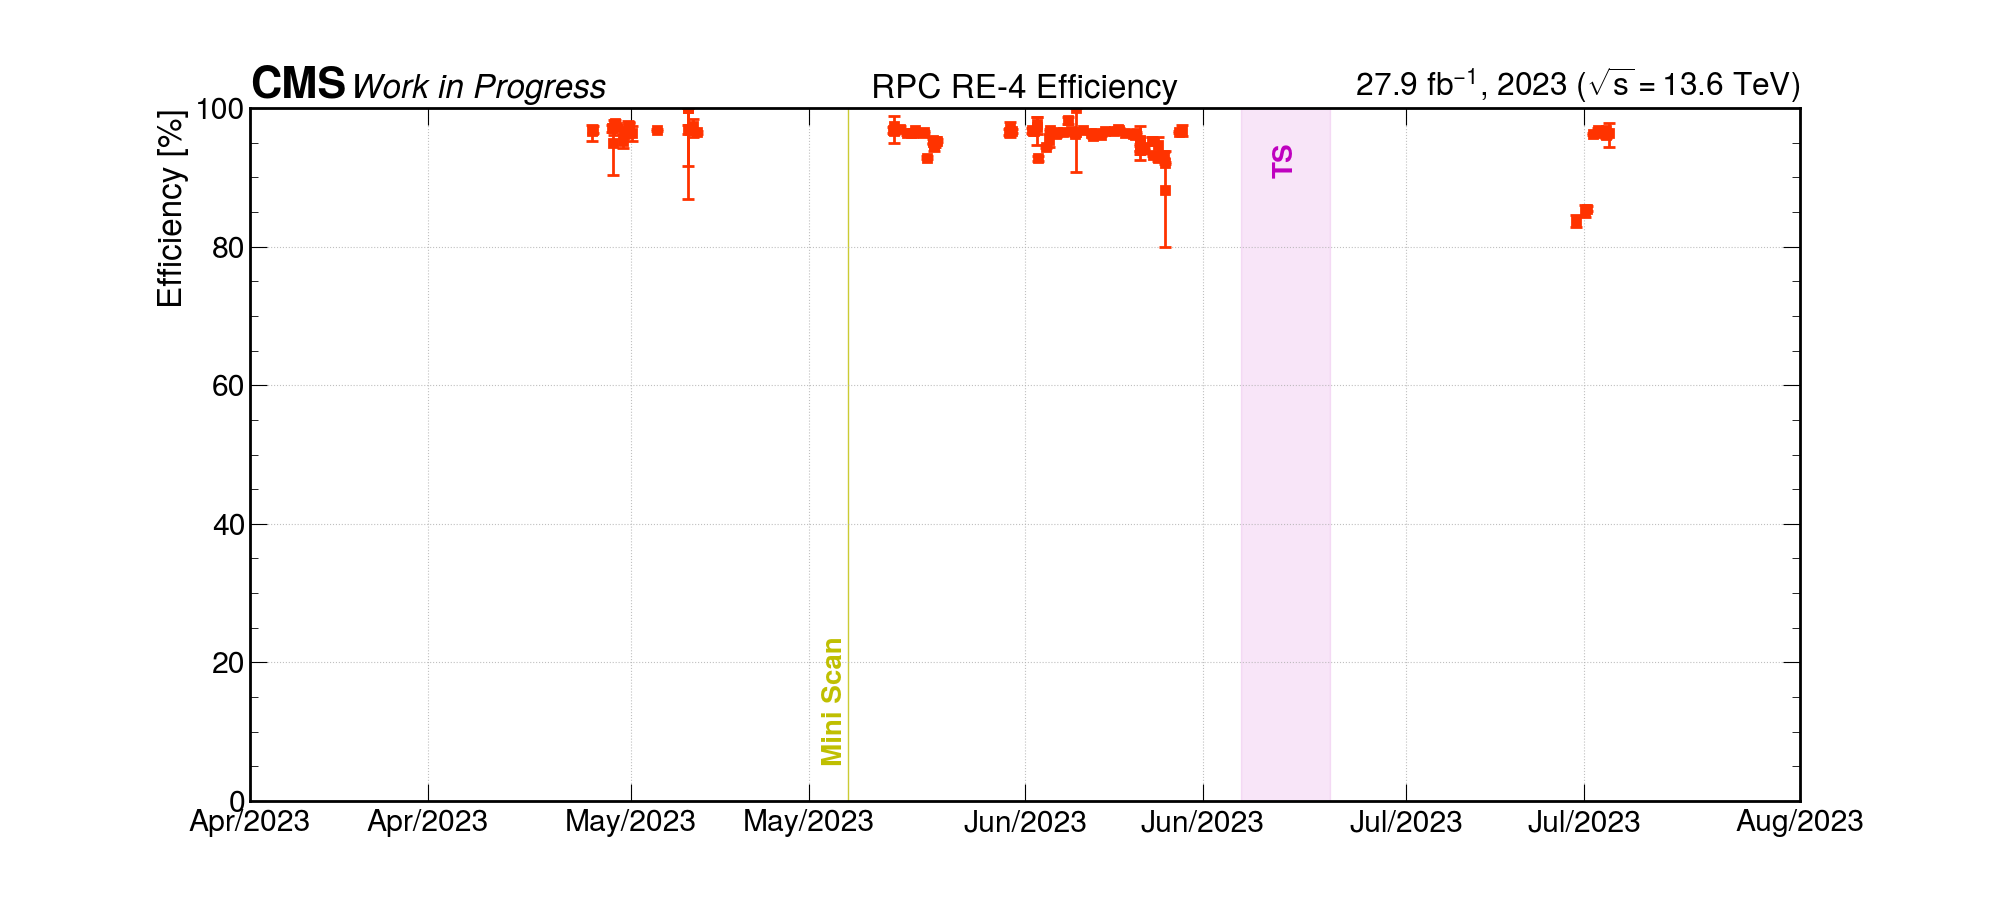 CMS Work in Progress RPC RE-4 Efficiency 27.9 fb⁻¹, 2023 (√s = 13.6 TeV)
Efficiency [%]
100
80
60
40
20
0
TS
Mini Scan
Apr/2023 Apr/2023 May/2023 May/2023 Jun/2023 Jun/2023 Jul/2023 Jul/2023 Aug/2023